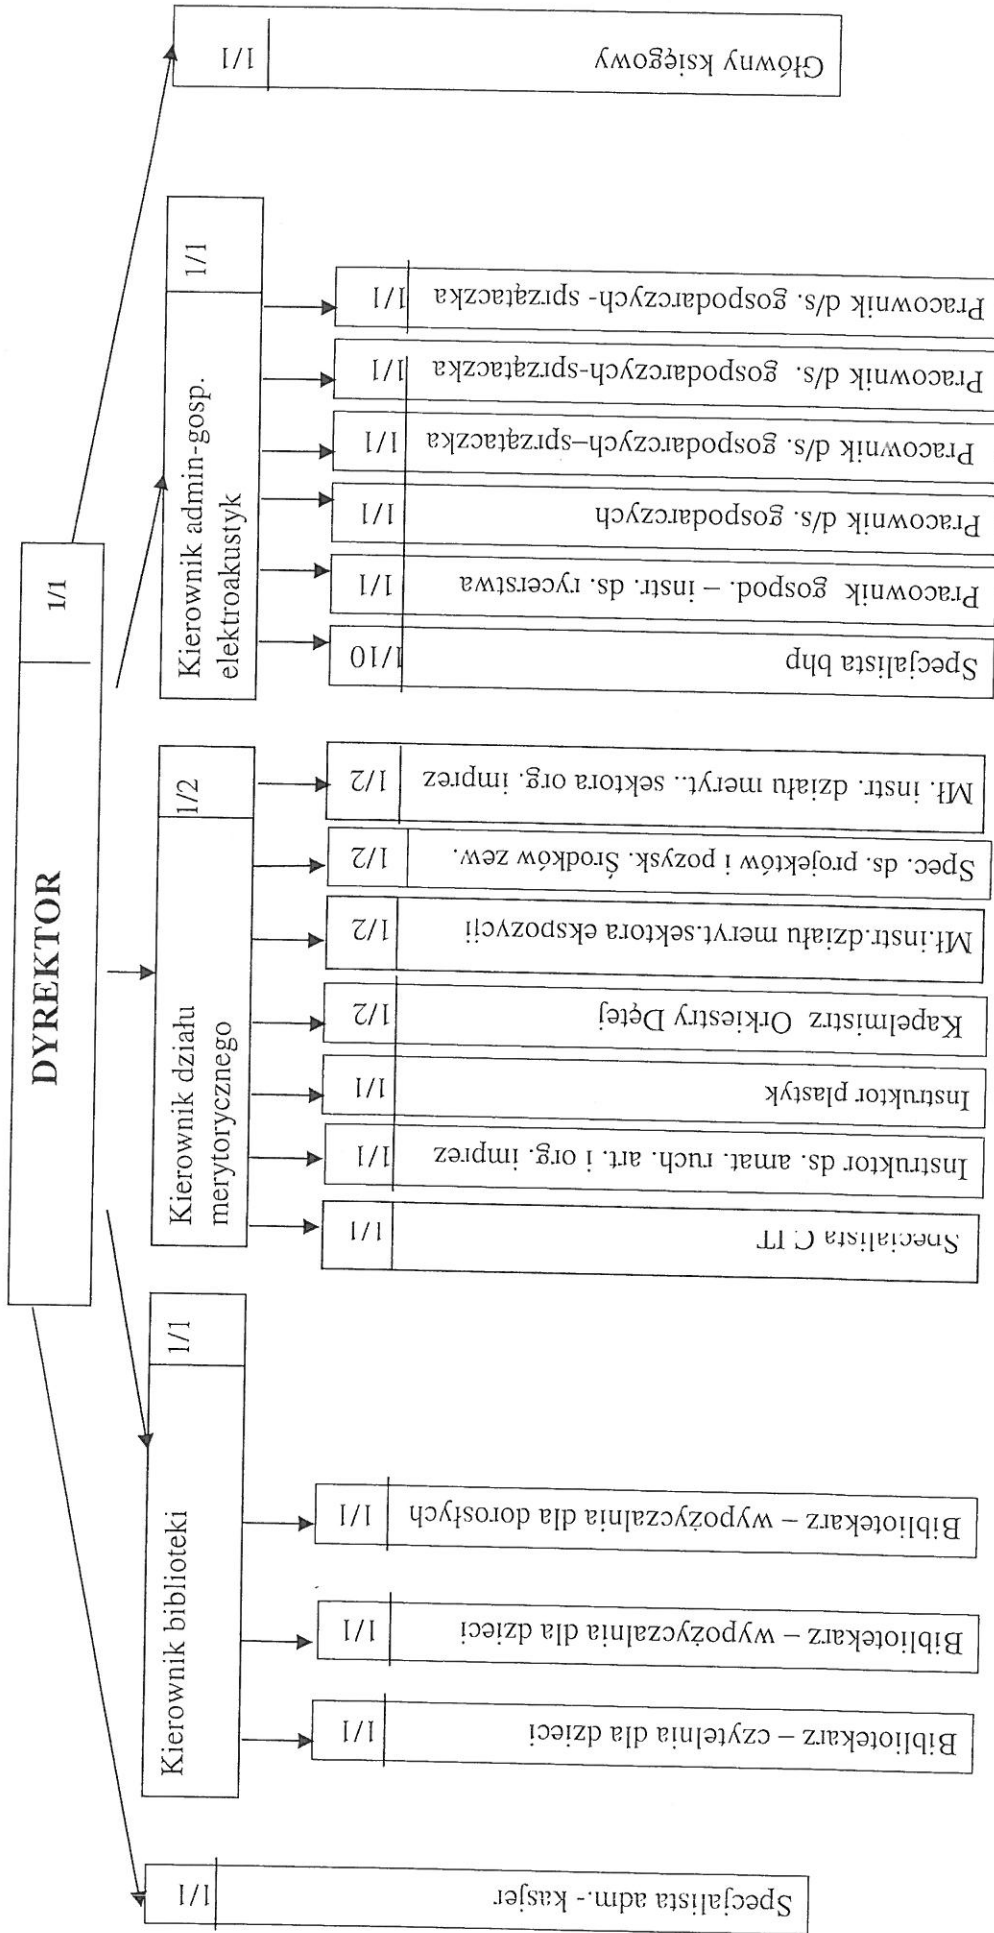 DYREKTOR
1/1
Specjalista adm.- kasjer
1/1
Kierownik biblioteki
1/1
Bibliotekarz – czytelnia dla dzieci
1/1
Bibliotekarz – wypożyczalnia dla dzieci
1/1
Bibliotekarz – wypożyczalnia dla dorosłych
1/1
Kierownik działu
merytorycznego
1/2
Specjalista C IT
1/1
Instruktor ds. amat. ruch. art. i org. imprez
1/1
Instruktor plastyk
1/1
Kapelmistrz Orkiestry Dętej
1/2
Mł.instr.działu meryt.sektora ekspozycji
1/2
Spec. ds. projektów i pozysk. Środków zew.
1/2
Mł. instr. działu meryt.. sektora org. imprez
1/2
Kierownik admin-gosp.
elektroakustyk
1/1
Specjalista bhp
1/10
Pracownik gospod. – instr. ds. rycerstwa
1/1
Pracownik d/s. gospodarczych
1/1
Pracownik d/s. gospodarczych–sprzątaczka
1/1
Pracownik d/s. gospodarczych-sprzątaczka
1/1
Pracownik d/s. gospodarczych- sprzątaczka
1/1
Główny księgowy
1/1